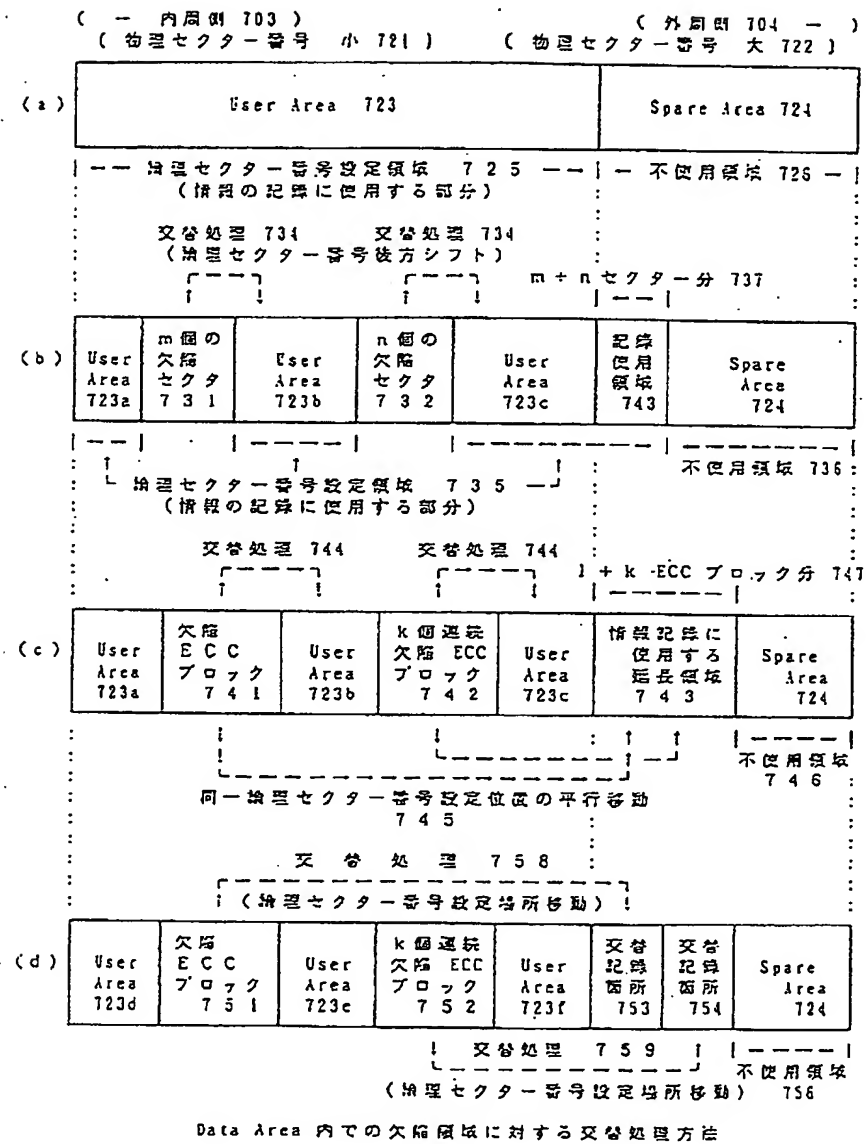 ( ー 内周側 703 ) ( 外周側 704 ー )
( 物理セクター番号 小 721 ) ( 物理セクター番号 大 722 )
(a) User Area 723 Spare Area 724
論理セクター番号設定領域 725 不使用領域 726
(情報の記録に使用する部分)
交替処理 734 交替処理 734
(論理セクター番号後方シフト)
m + n セクター分 737
(b) User Area 723a m個の欠陥セクタ 731 User Area 723b n個の欠陥セクタ 732 User Area 723c 記録使用領域 743 Spare Area 724
不使用領域 736
論理セクター番号設定領域 735
(情報の記録に使用する部分)
交替処理 744 交替処理 744
1 + k ECC ブロック分 747
(c) User Area 723a 欠陥ECCブロック 741 User Area 723b k個連続欠陥 ECCブロック 742 User Area 723c 情報記録に使用する延長領域 743 Spare Area 724
不使用領域 746
同一論理セクター番号設定位置の平行移動
745
交替処理 758
(論理セクター番号設定場所移動)
(d) User Area 723d 欠陥ECCブロック 751 User Area 723e k個連続欠陥 ECCブロック 752 User Area 723f 交替記録箇所 753 交替記録箇所 754 Spare Area 724
交替処理 759
不使用領域
(論理セクター番号設定場所移動) 756
Data Area 内での欠陥領域に対する交替処理方法